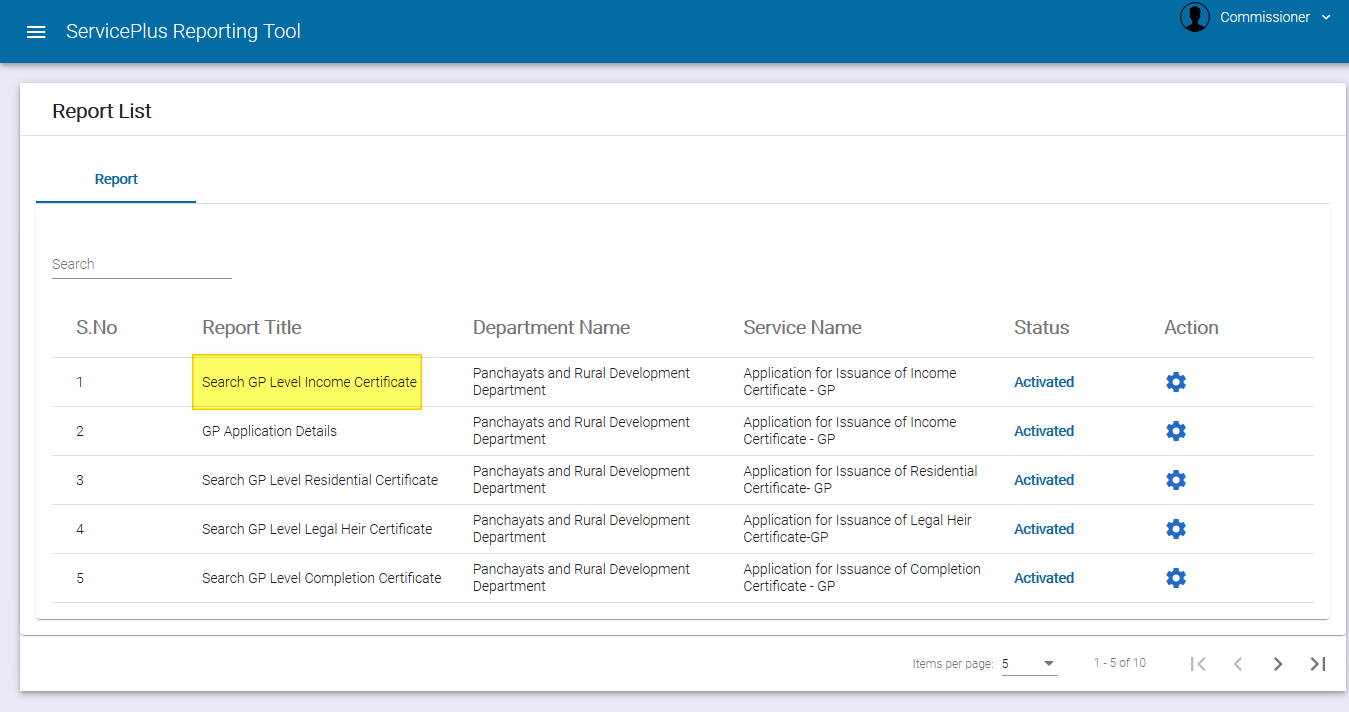 ServicePlus Reporting Tool
Commissioner
Report List
Report
Search
S.No Report Title Department Name Service Name Status Action
1 Search GP Level Income Certificate Panchayats and Rural Development Department Application for Issuance of Income Certificate - GP Activated
2 GP Application Details Panchayats and Rural Development Department Application for Issuance of Income Certificate - GP Activated
3 Search GP Level Residential Certificate Panchayats and Rural Development Department Application for Issuance of Residential Certificate- GP Activated
4 Search GP Level Legal Heir Certificate Panchayats and Rural Development Department Application for Issuance of Legal Heir Certificate-GP Activated
5 Search GP Level Completion Certificate Panchayats and Rural Development Department Application for Issuance of Completion Certificate - GP Activated
Items per page: 5 1 - 5 of 10